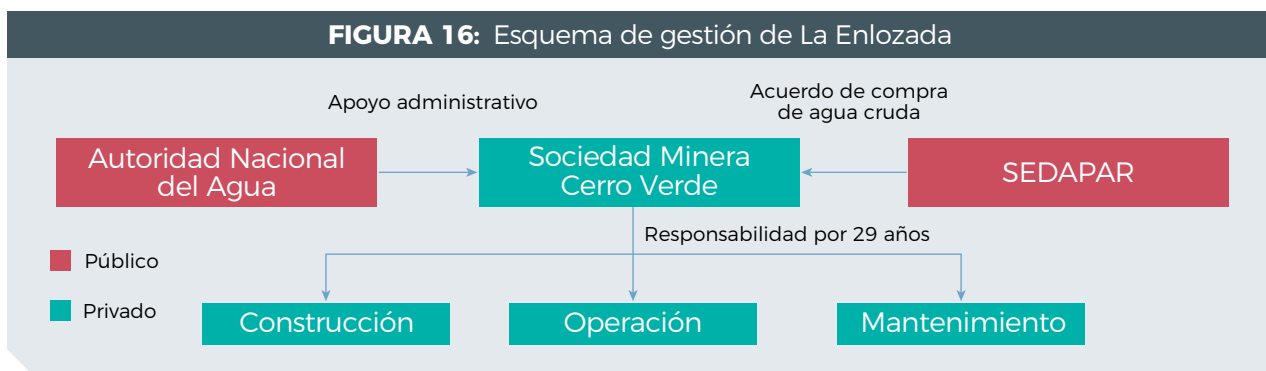 FIGURA 16: Esquema de gestión de La Enlozada
Apoyo administrativo
Acuerdo de compra
de agua cruda
Autoridad Nacional
del Agua
Sociedad Minera
Cerro Verde
SEDAPAR
Responsabilidad por 29 años
Público
Privado
Construcción
Operación
Mantenimiento